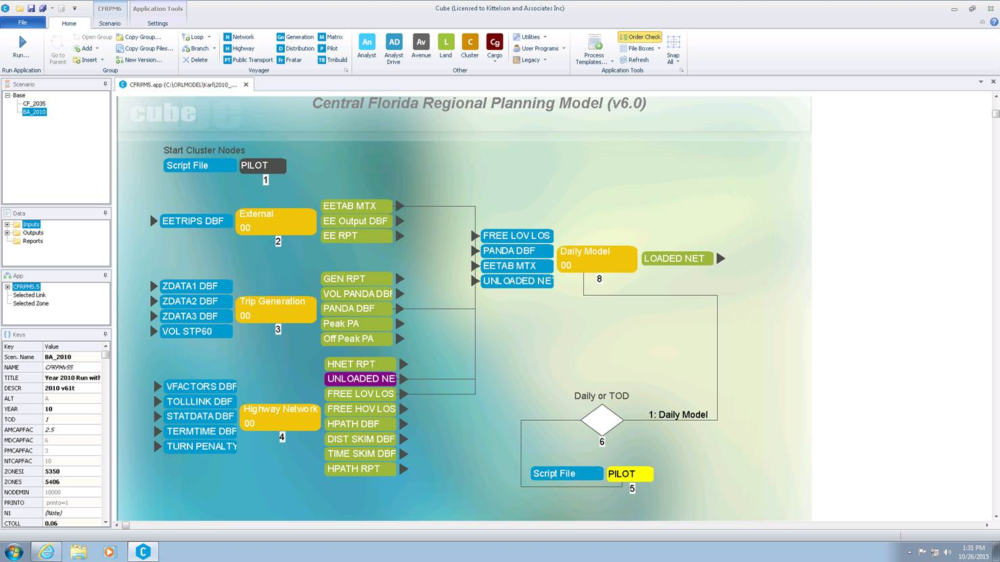 CFRPM6
Application Tools
Cube (Licensed to Kittelson and Associates Inc)
File
Home
Scenario
Settings
Run...
Run Application
Go to Parent
Open Group
Add
Insert
Copy Group...
Copy Group Files...
New Version...
Group
Loop
Branch
Delete
N Network
H Highway
PT Public Transport
Gn Generation
D Distribution
Fr Fratar
M Matrix
P Pilot
TB Trnbuild
Voyager
An Analyst
AD Analyst Drive
Av Avenue
L Land
C Cluster
Cg Cargo
Utilities
User Programs
Legacy
Other
Process Templates...
Order Check
File Boxes
Refresh
Snap All
Application Tools
Scenario
Base
CF_2035
BA_2010
Data
Inputs
Outputs
Reports
App
CFRPM5.5
Selected Link
Selected Zone
Keys
Key Value
Scen. Name BA_2010
NAME CFRPMv55
TITLE Year 2010 Run with
DESCR 2010 v61t
ALT A
YEAR 10
TOD 1
AMCAPFAC 2.5
MDCAPFAC 6
PMCAPFAC 3
NTCAPFAC 10
ZONESI 5350
ZONES 5406
NODEMIN 10000
PRINTO printo=1
N1 (Note)
CTOLL 0.06
CFRPM5.app (C:\ORLMODEL\Karl\2010_...
cube
Central Florida Regional Planning Model (v6.0)
Start Cluster Nodes
Script File
PILOT
1
EETRIPS DBF
External
00
2
EETAB MTX
EE Output DBF
EE RPT
ZDATA1 DBF
ZDATA2 DBF
ZDATA3 DBF
VOL STP60
Trip Generation
00
3
GEN RPT
VOL PANDA DBF
PANDA DBF
Peak PA
Off Peak PA
VFACTORS DBF
TOLLLINK DBF
STATDATA DBF
TERMTIME DBF
TURN PENALTY
Highway Network
00
4
HNET RPT
UNLOADED NE
FREE LOV LOS
FREE HOV LOS
HPATH DBF
DIST SKIM DBF
TIME SKIM DBF
HPATH RPT
FREE LOV LOS
PANDA DBF
EETAB MTX
UNLOADED NE
Daily Model
00
8
LOADED NET
Daily or TOD
1: Daily Model
6
Script File
PILOT
5
1:31 PM
10/26/2015